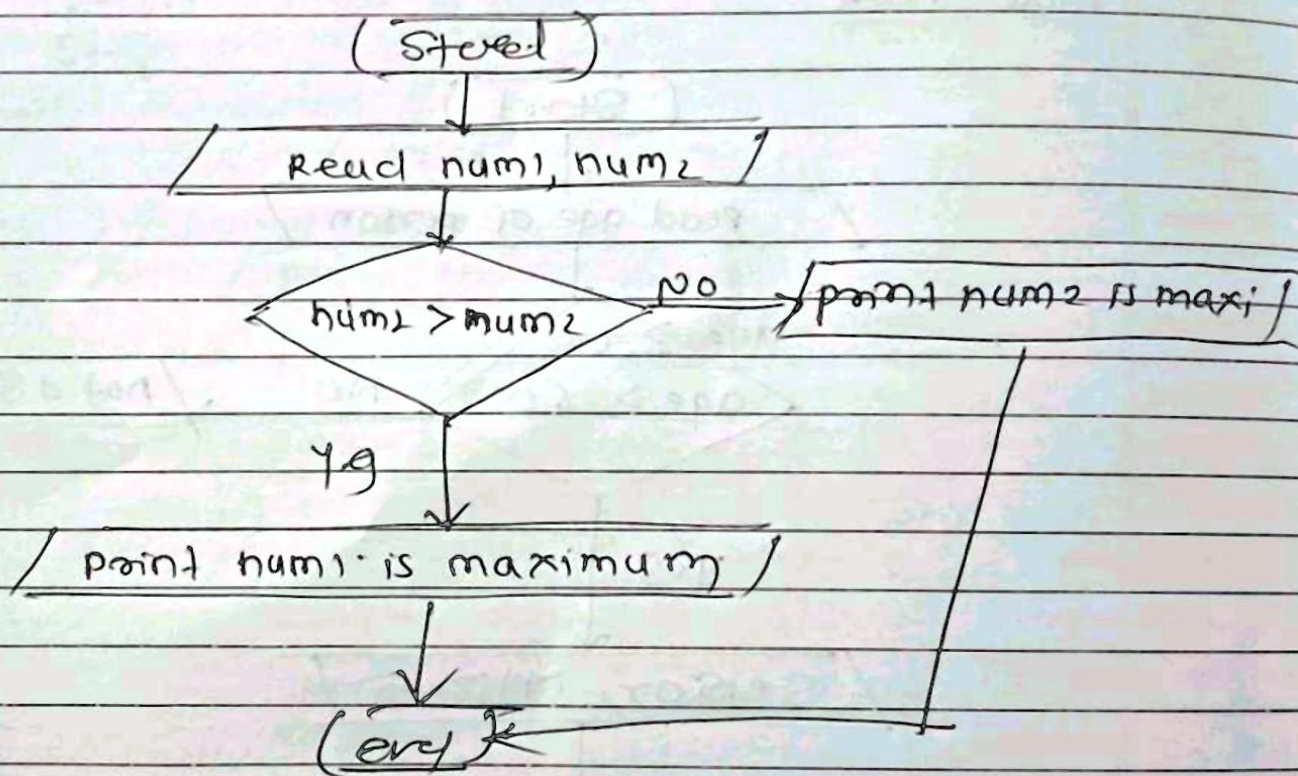 Start
Read num1, num2
num1 > num2
No
print num2 is maxi
Yes
print num1 is maximum
end